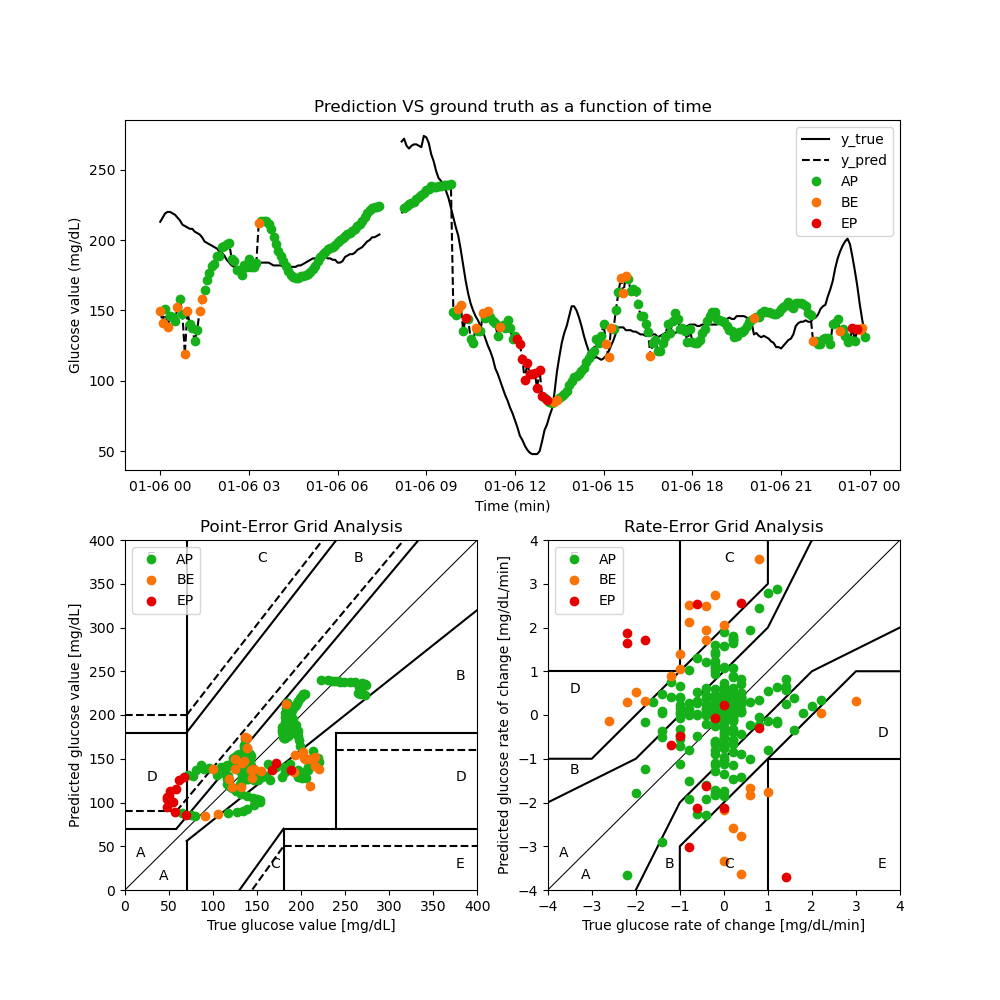 Prediction VS ground truth as a function of time
Glucose value (mg/dL)
250
200
150
100
50
y_true
y_pred
AP
BE
EP
01-06 00 01-06 03 01-06 06 01-06 09 01-06 12 01-06 15 01-06 18 01-06 21 01-07 00
Time (min)
Point-Error Grid Analysis
Predicted glucose value [mg/dL]
400
350
300
250
200
150
100
50
0
AP
BE
EP
C
B
B
D
D
A
A
C
E
0 50 100 150 200 250 300 350 400
True glucose value [mg/dL]
Rate-Error Grid Analysis
Predicted glucose rate of change [mg/dL/min]
4
3
2
1
0
−1
−2
−3
−4
AP
BE
EP
C
D
D
B
A
A
B
C
E
−4 −3 −2 −1 0 1 2 3 4
True glucose rate of change [mg/dL/min]